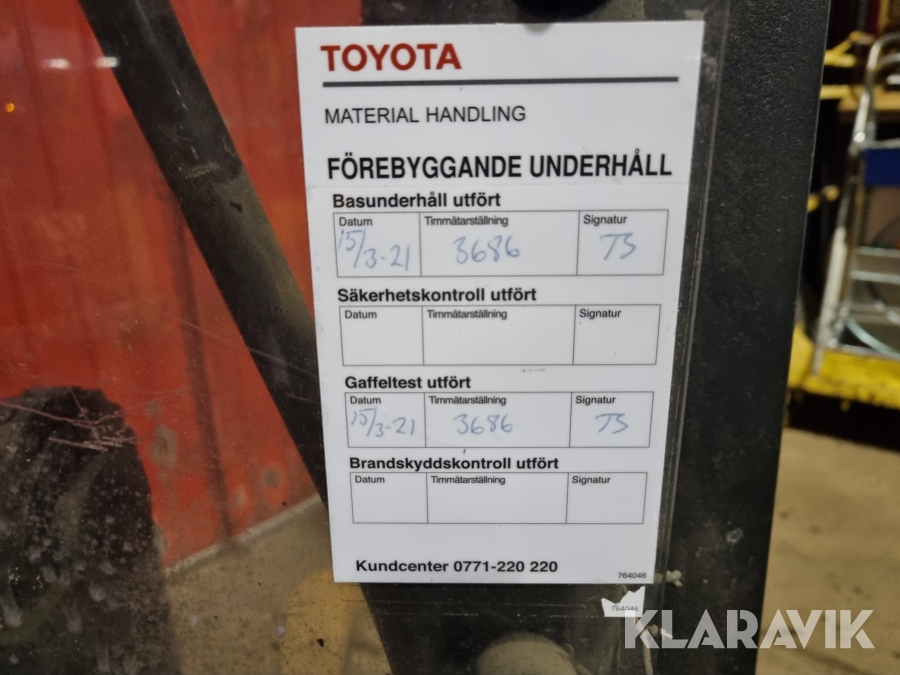 TOYOTA
MATERIAL HANDLING
FÖREBYGGANDE UNDERHÅLL
Basunderhåll utfört
Datum Timmätarställning Signatur
15/3-21 3686 TS
Säkerhetskontroll utfört
Datum Timmätarställning Signatur
Gaffeltest utfört
Datum Timmätarställning Signatur
15/3-21 3686 TS
Brandskyddskontroll utfört
Datum Timmätarställning Signatur
Kundcenter 0771-220 220
764046
764046
KLARAVIK